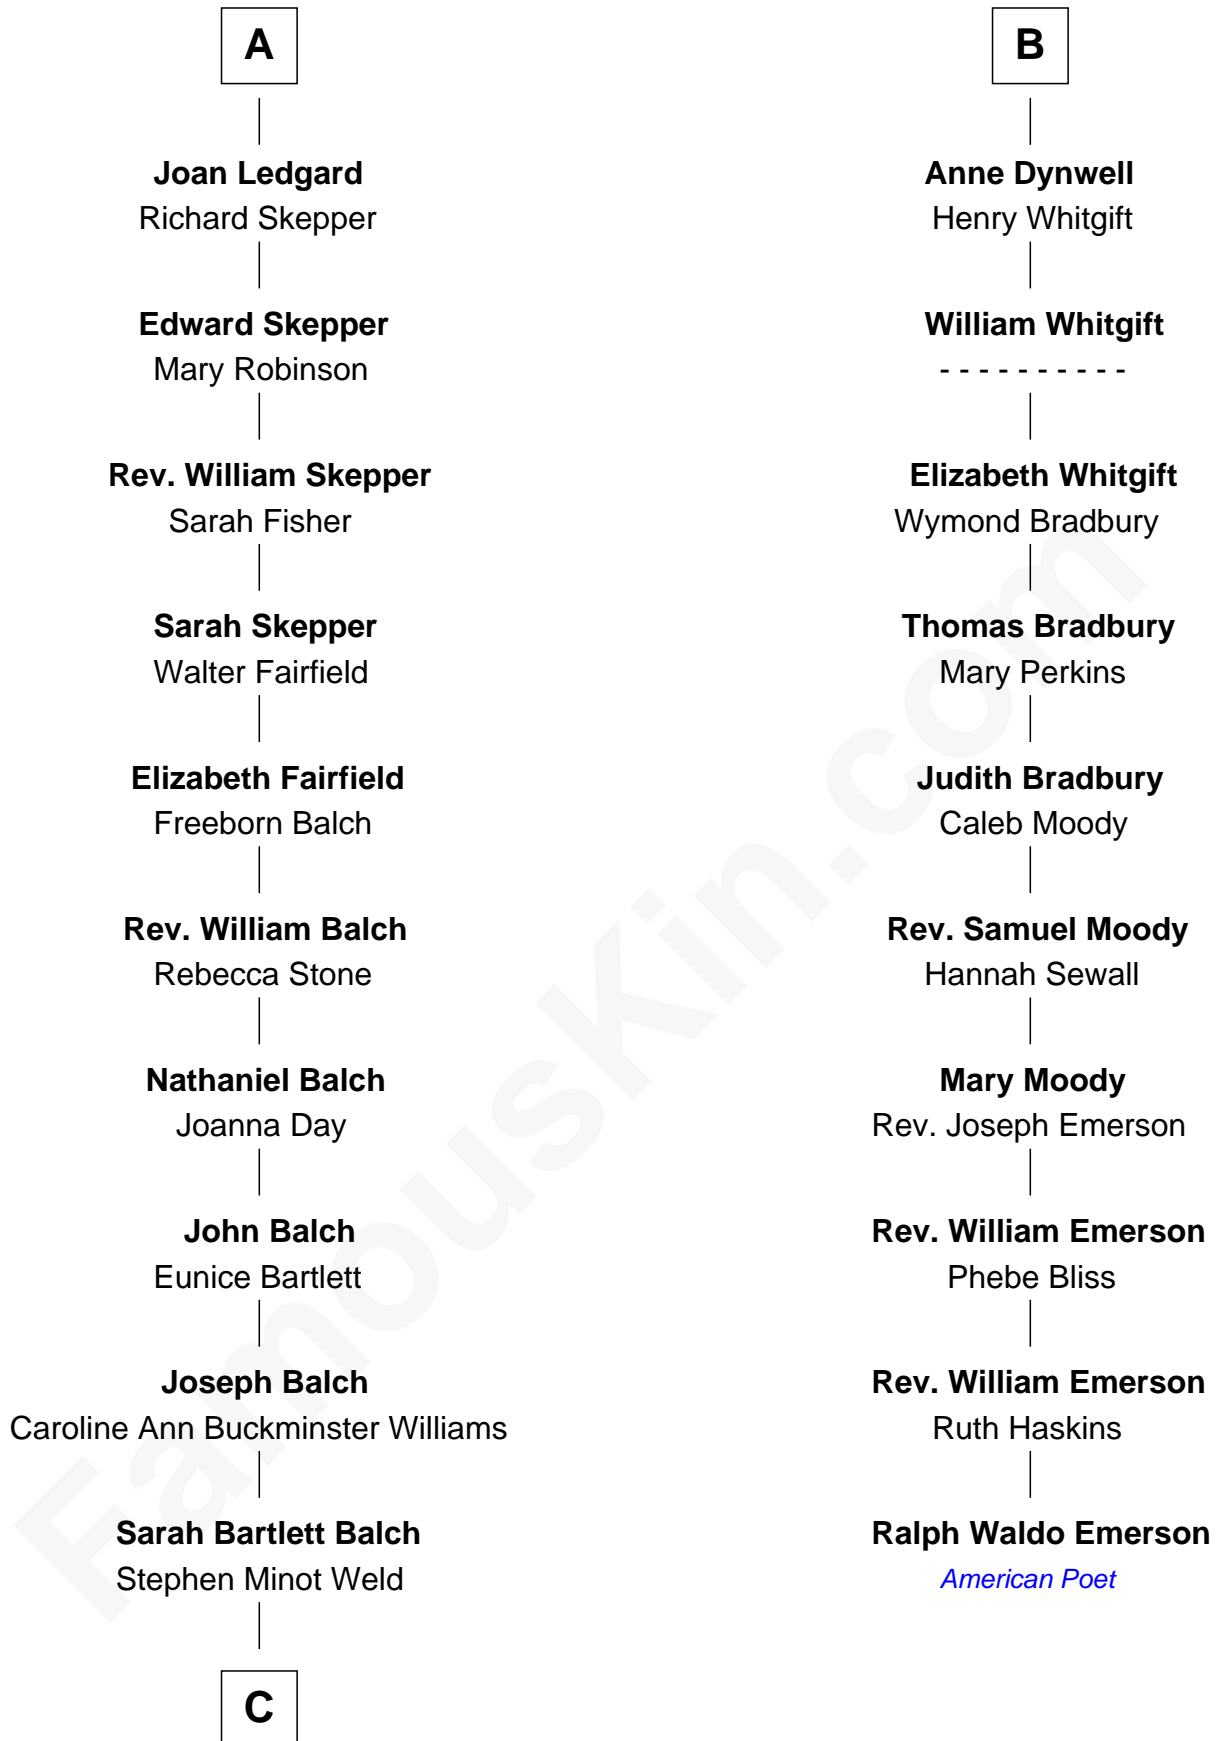 A
Joan Ledgard
Richard Skepper
Edward Skepper
Mary Robinson
Rev. William Skepper
Sarah Fisher
Sarah Skepper
Walter Fairfield
Elizabeth Fairfield
Freeborn Balch
Rev. William Balch
Rebecca Stone
Nathaniel Balch
Joanna Day
John Balch
Eunice Bartlett
Joseph Balch
Caroline Ann Buckminster Williams
Sarah Bartlett Balch
Stephen Minot Weld
C
B
Anne Dynwell
Henry Whitgift
William Whitgift
- - - - - - - - - -
Elizabeth Whitgift
Wymond Bradbury
Thomas Bradbury
Mary Perkins
Judith Bradbury
Caleb Moody
Rev. Samuel Moody
Hannah Sewall
Mary Moody
Rev. Joseph Emerson
Rev. William Emerson
Phebe Bliss
Rev. William Emerson
Ruth Haskins
Ralph Waldo Emerson
American Poet
FamousKin.com